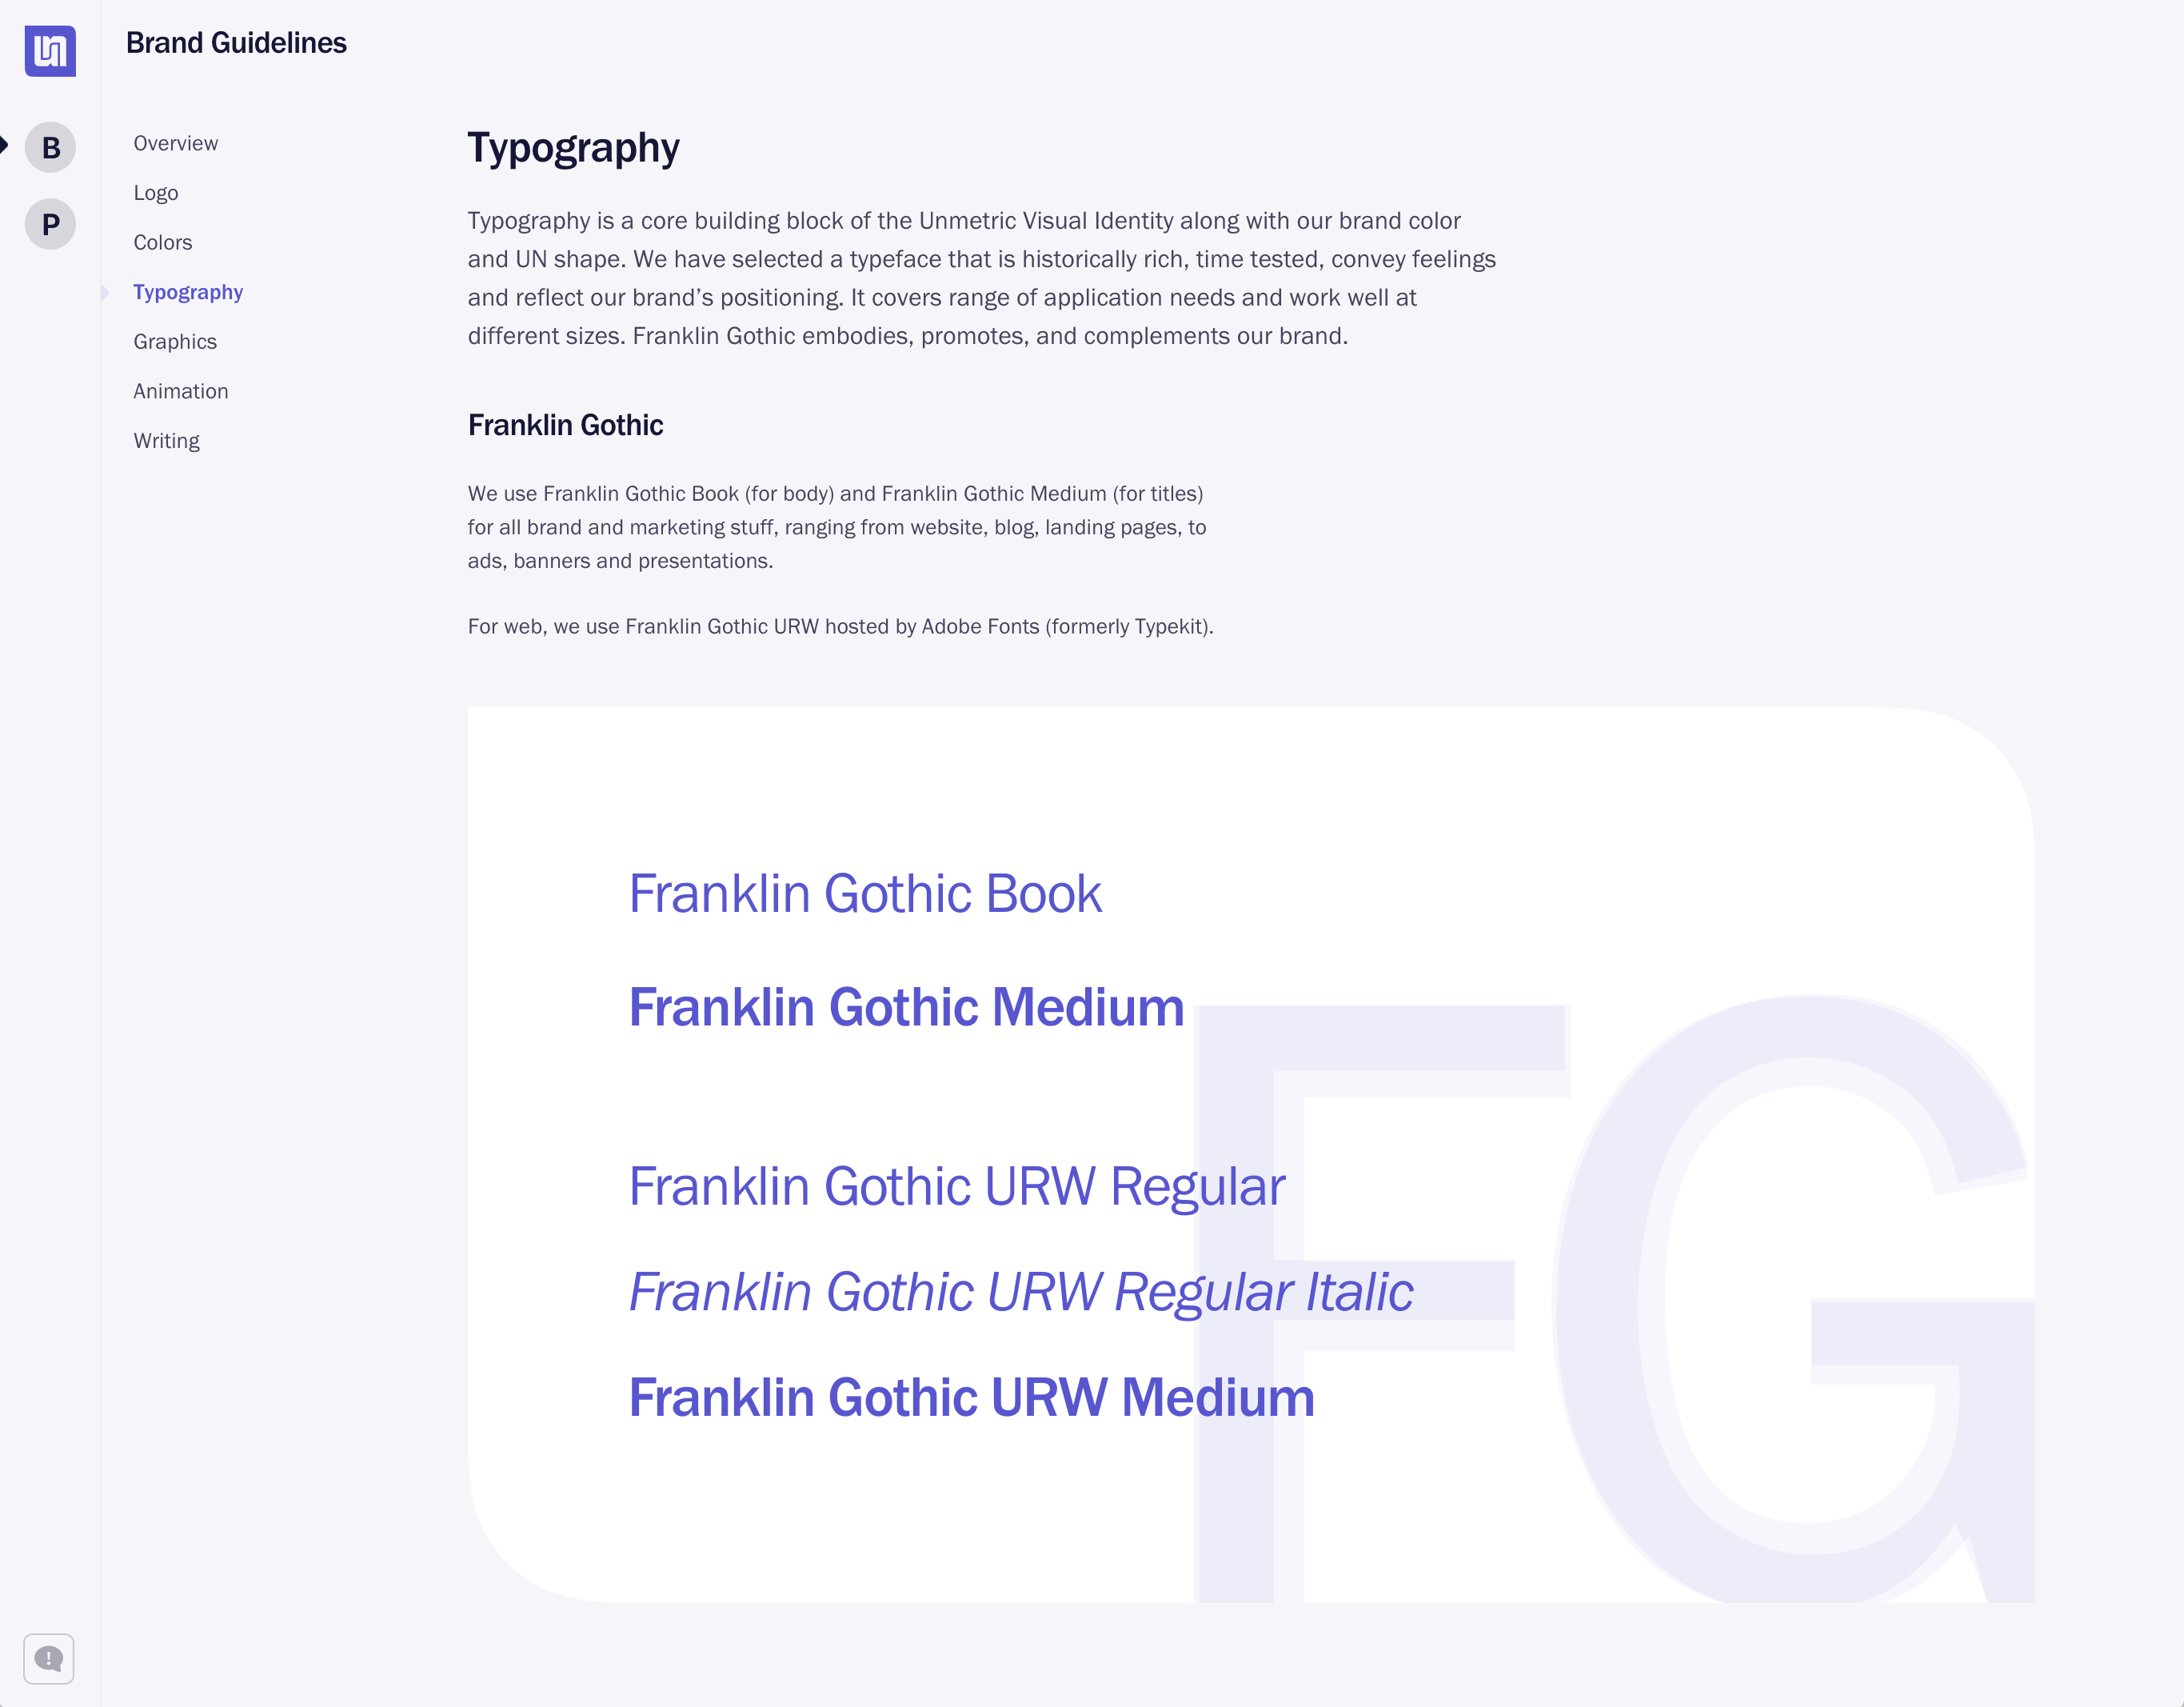 un
Brand Guidelines
B
P
Overview
Logo
Colors
Typography
Graphics
Animation
Writing
Typography
Typography is a core building block of the Unmetric Visual Identity along with our brand color
and UN shape. We have selected a typeface that is historically rich, time tested, convey feelings
and reflect our brand’s positioning. It covers range of application needs and work well at
different sizes. Franklin Gothic embodies, promotes, and complements our brand.
Franklin Gothic
We use Franklin Gothic Book (for body) and Franklin Gothic Medium (for titles)
for all brand and marketing stuff, ranging from website, blog, landing pages, to
ads, banners and presentations.
For web, we use Franklin Gothic URW hosted by Adobe Fonts (formerly Typekit).
Franklin Gothic Book
Franklin Gothic Medium
Franklin Gothic URW Regular
Franklin Gothic URW Regular Italic
Franklin Gothic URW Medium
FG